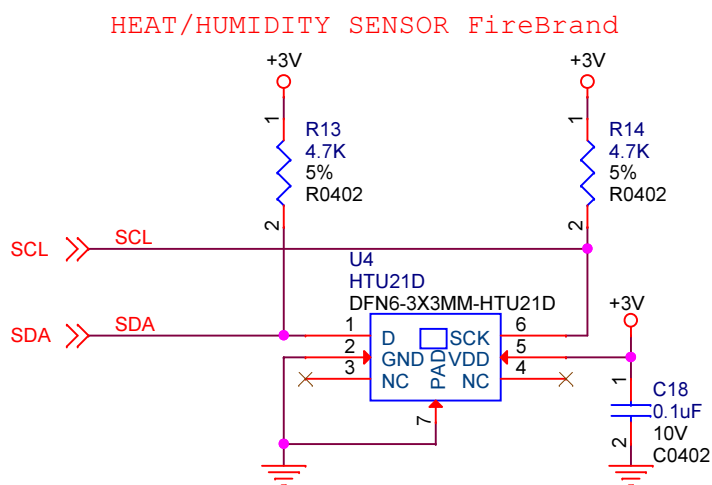 HEAT/HUMIDITY SENSOR FireBrand
+3V
+3V
1
R13
4.7K
5%
R0402
2
1
R14
4.7K
5%
R0402
2
SCL
SCL
U4
HTU21D
DFN6-3X3MM-HTU21D
+3V
SDA
SDA
1
D
SCK
6
2
GND
VDD
5
3
NC
PAD
NC
4
7
1
C18
0.1uF
10V
C0402
2